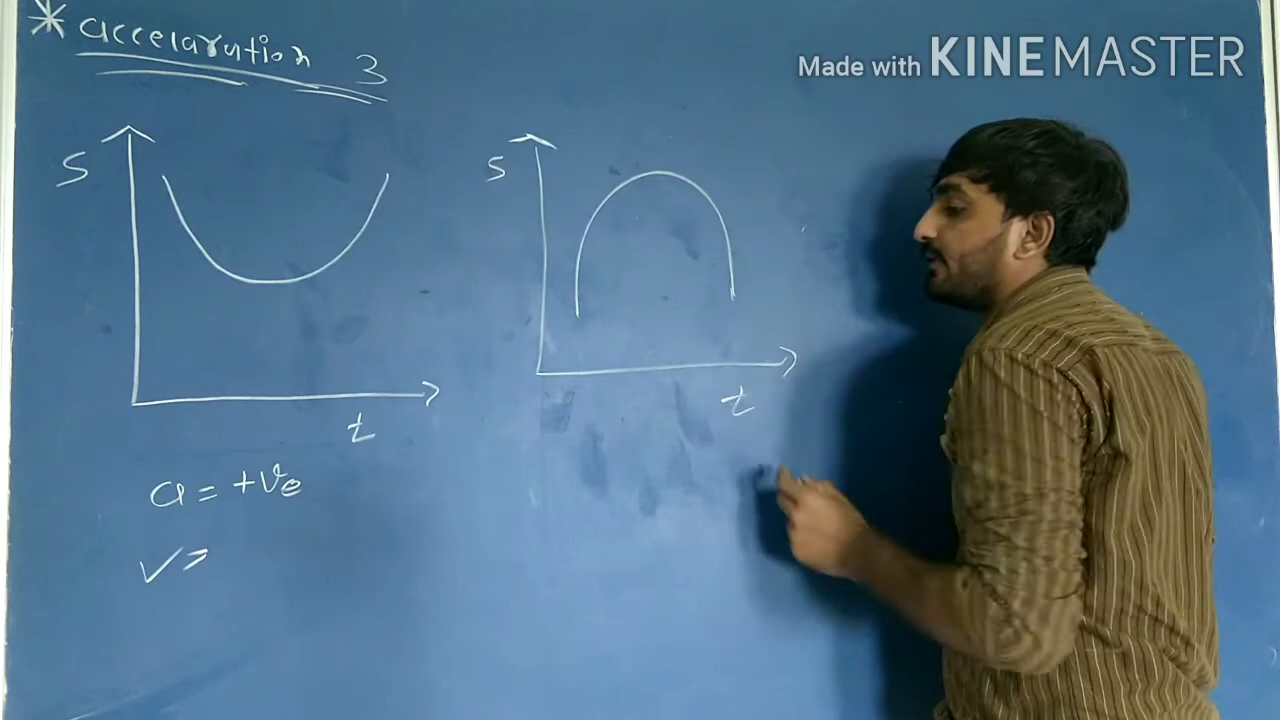 * accelaration 3
Made with KINEMASTER
S
S
t
t
a = +ve
v =